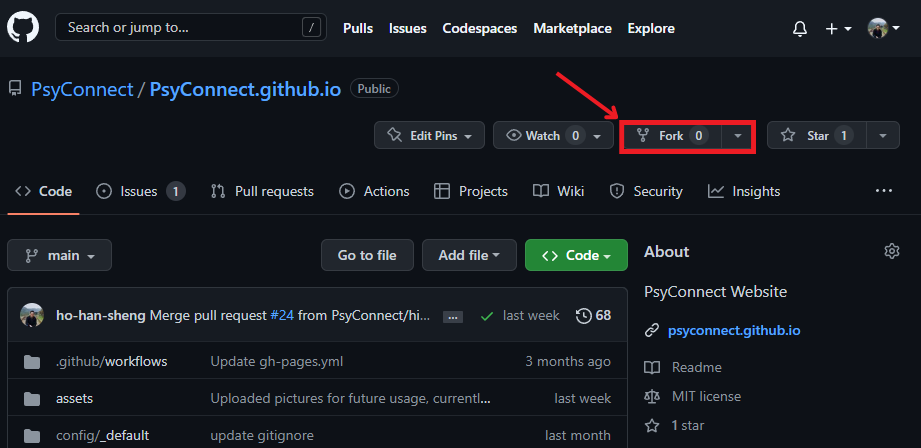 Search or jump to... / Pulls Issues Codespaces Marketplace Explore
PsyConnect / PsyConnect.github.io Public
Edit Pins Watch 0 Fork 0 Star 1
Code Issues 1 Pull requests Actions Projects Wiki Security Insights ...
main Go to file Add file <> Code
About
PsyConnect Website
psyconnect.github.io
Readme
MIT license
1 star
ho-han-sheng Merge pull request #24 from PsyConnect/hi... ... last week 68
.github/workflows Update gh-pages.yml 3 months ago
assets Uploaded pictures for future usage, currentl... last week
config/_default update gitignore last month